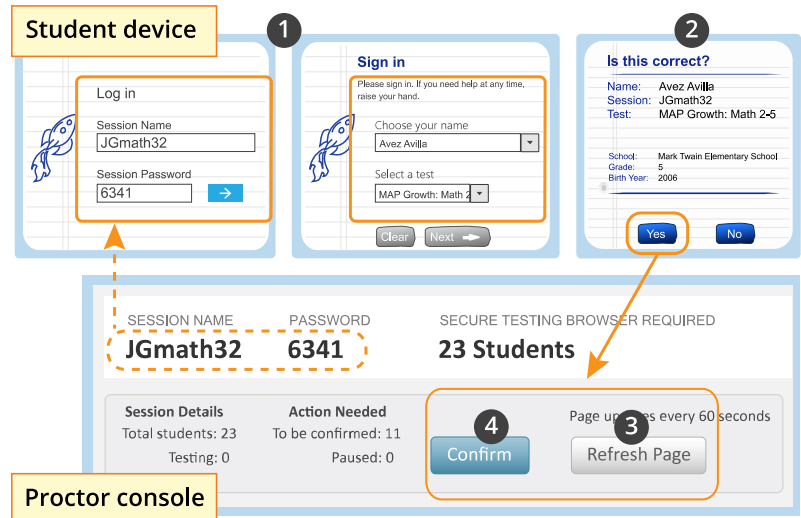 Student device
1
2
Log in
Session Name
JGmath32
Session Password
6341
Sign in
Please sign in. If you need help at any time,
raise your hand.
Choose your name
Avez Avilla
Select a test
MAP Growth: Math 2
Clear
Next
Is this correct?
Name: Avez Avilla
Session: JGmath32
Test: MAP Growth: Math 2-5
School: Mark Twain Elementary School
Grade: 5
Birth Year: 2006
Yes
No
SESSION NAME PASSWORD SECURE TESTING BROWSER REQUIRED
JGmath32 6341 23 Students
Session Details
Total students: 23
Testing: 0
Action Needed
To be confirmed: 11
Paused: 0
4
Confirm
Page updates every 60 seconds
3
Refresh Page
Proctor console